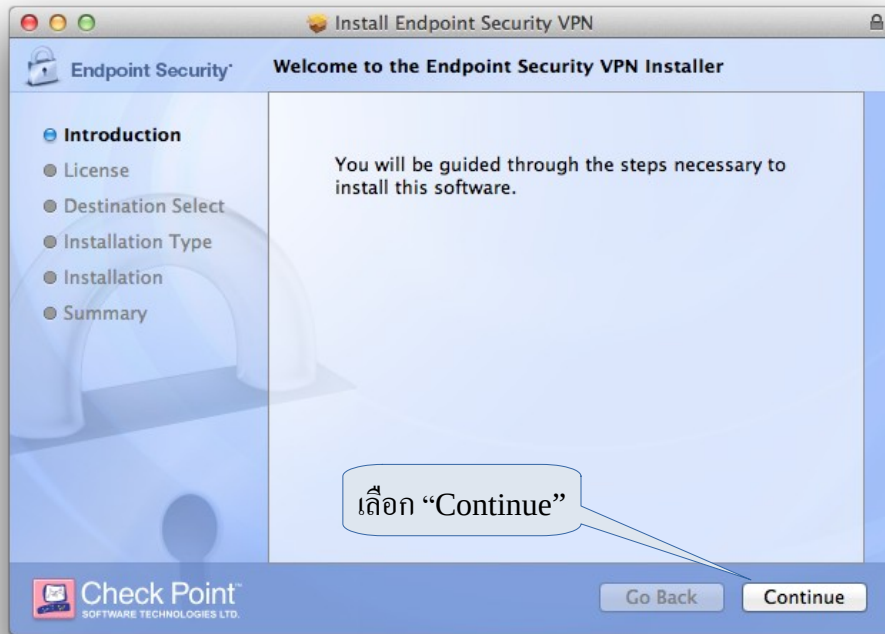 Install Endpoint Security VPN
Endpoint Security
Welcome to the Endpoint Security VPN Installer
Introduction
License
Destination Select
Installation Type
Installation
Summary
You will be guided through the steps necessary to
install this software.
เลือก “Continue”
Check Point™
SOFTWARE TECHNOLOGIES LTD.
Go Back
Continue